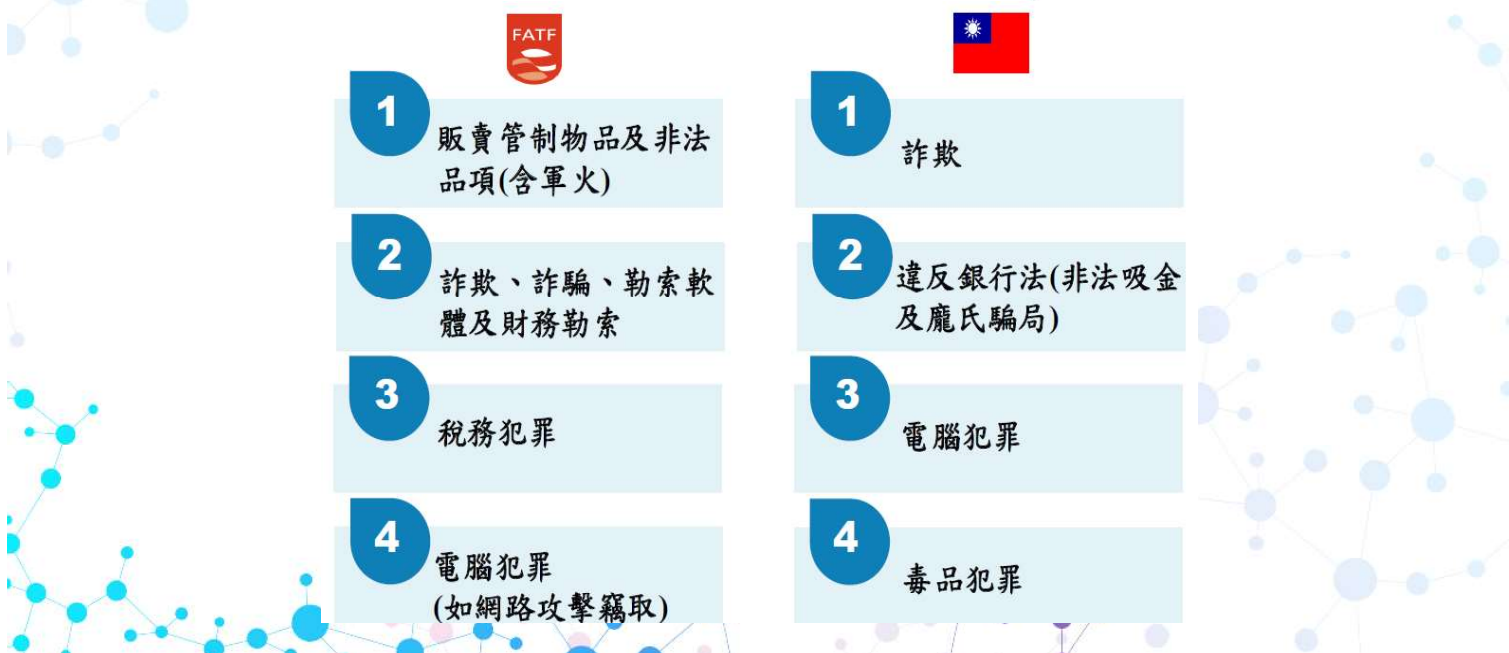 FATF
1
販賣管制物品及非法
品項(含軍火)
2
詐欺、詐騙、勒索軟
體及財務勒索
3
稅務犯罪
4
電腦犯罪
(如網路攻擊竊取)
1
詐欺
2
違反銀行法(非法吸金
及龐氏騙局)
3
電腦犯罪
4
毒品犯罪